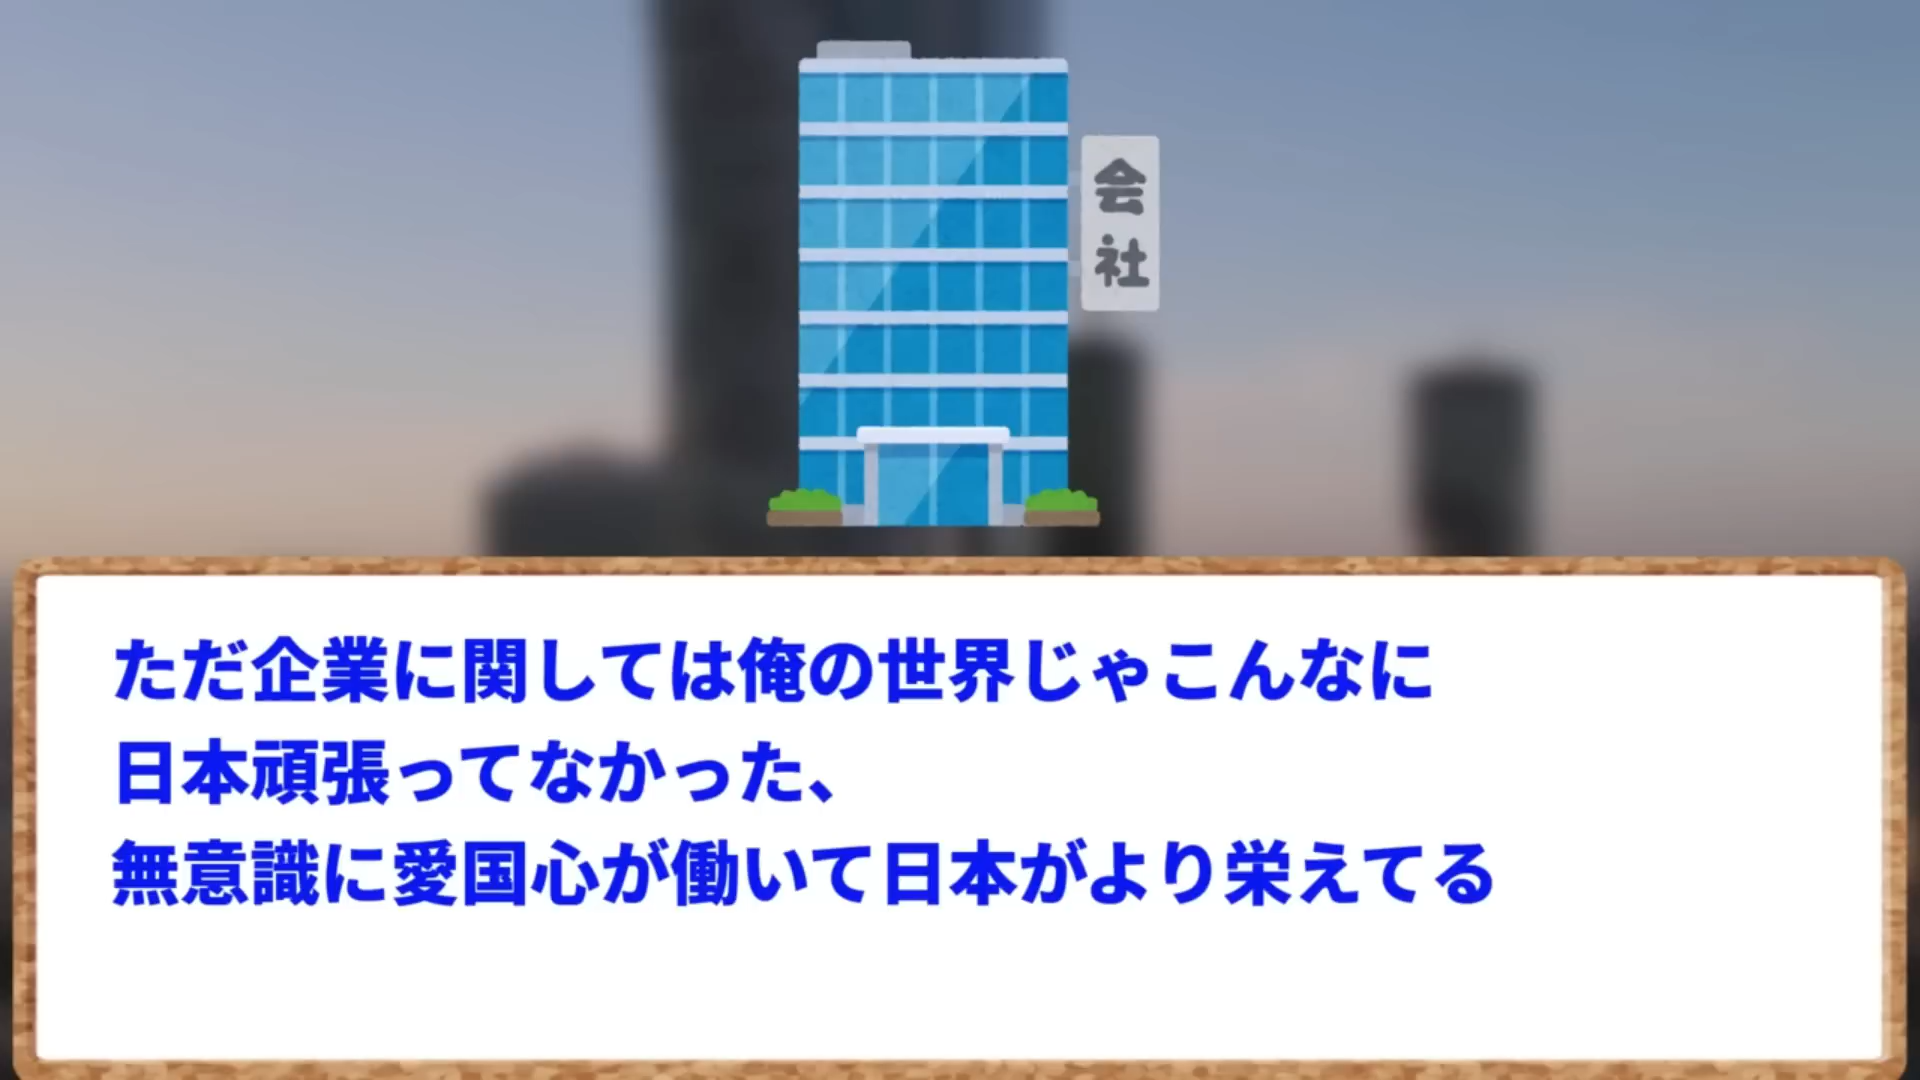 会社
ただ企業に関しては俺の世界じゃこんなに
日本頑張ってなかった、
無意識に愛国心が働いて日本がより栄えてる